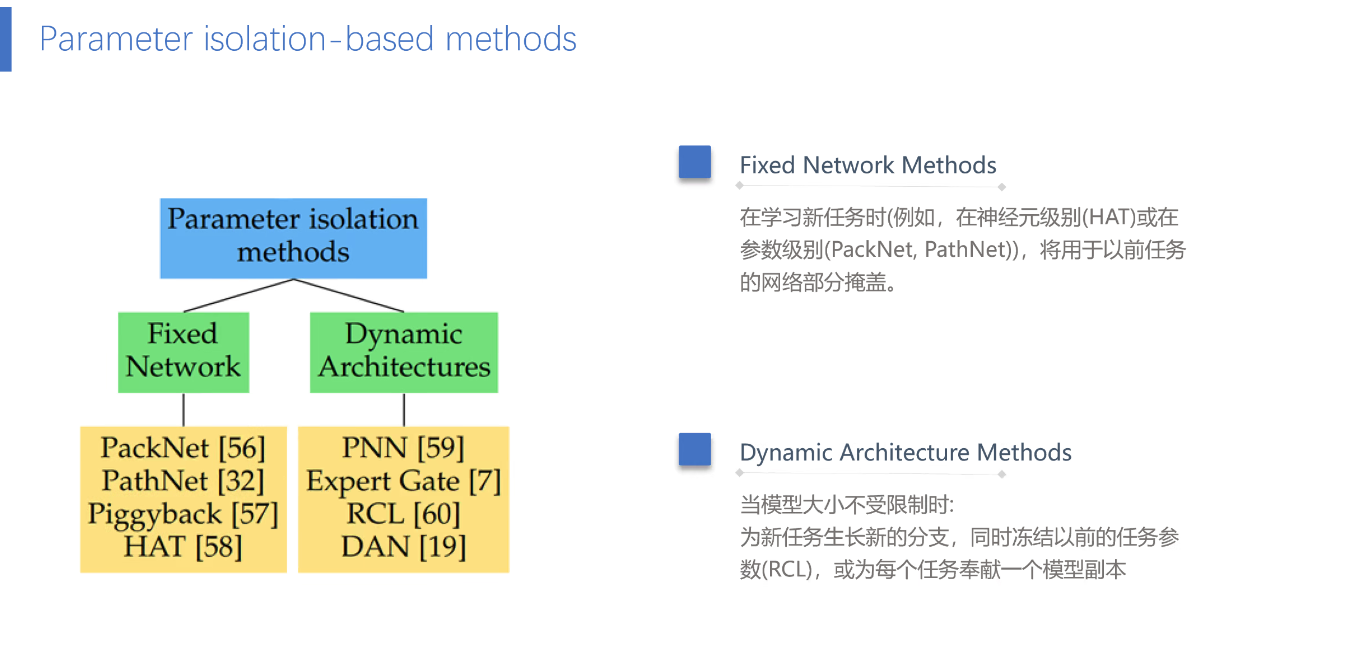 Parameter isolation-based methods
Parameter isolation
methods
Fixed
Network
Dynamic
Architectures
PackNet [56]
PathNet [32]
Piggyback [57]
HAT [58]
PNN [59]
Expert Gate [7]
RCL [60]
DAN [19]
Fixed Network Methods
在学习新任务时(例如，在神经元级别(HAT)或在
参数级别(PackNet, PathNet))，将用于以前任务
的网络部分掩盖。
Dynamic Architecture Methods
当模型大小不受限制时:
为新任务生长新的分支，同时冻结以前的任务参
数(RCL)，或为每个任务奉献一个模型副本